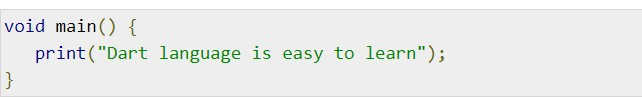 void main() {
   print("Dart language is easy to learn");
}